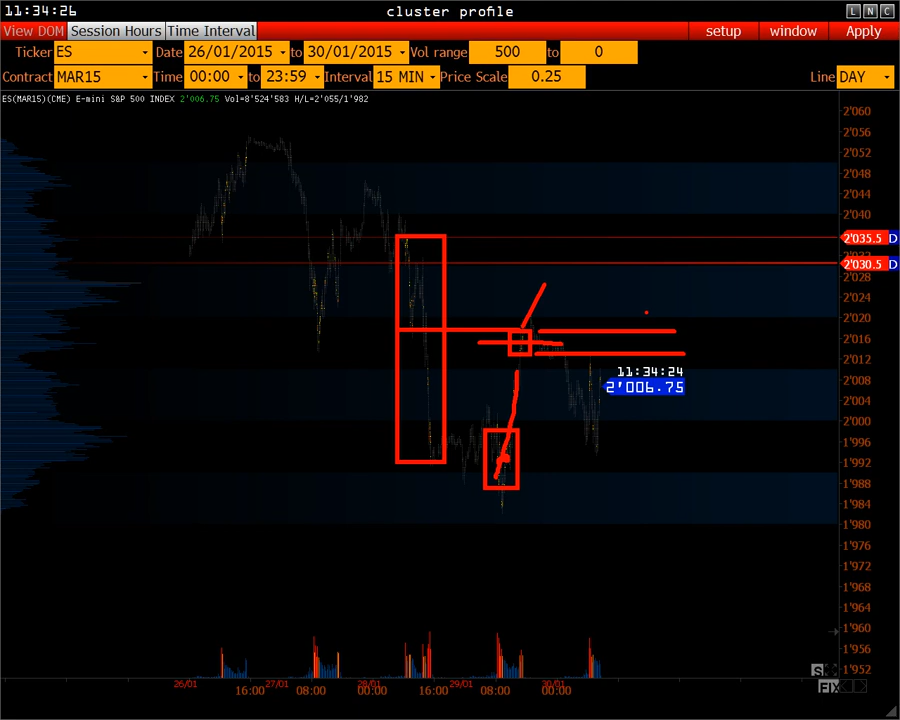 11:34:26 cluster profile L N C
View DOM Session Hours Time Interval setup window Apply
Ticker ES Date 26/01/2015 to 30/01/2015 Vol range 500 to 0
Contract MAR15 Time 00:00 to 23:59 Interval 15 MIN Price Scale 0.25 Line DAY
ES(MAR15)(CME) E-mini S&P 500 INDEX 2'006.75 Vol=8'524'583 H/L=2'055/1'982
2'060
2'056
2'052
2'048
2'044
2'040
2'035.5 D
2'030.5 D
2'028
2'024
2'020
2'016
2'012
11:34:24
2'008
2'006.75
2'004
2'000
1'996
1'992
1'988
1'984
1'980
1'976
1'972
1'968
1'964
1'960
1'956
1'952
S
FIX
26/01 27/01 28/01 29/01 30/01
16:00 08:00 00:00 16:00 08:00 00:00